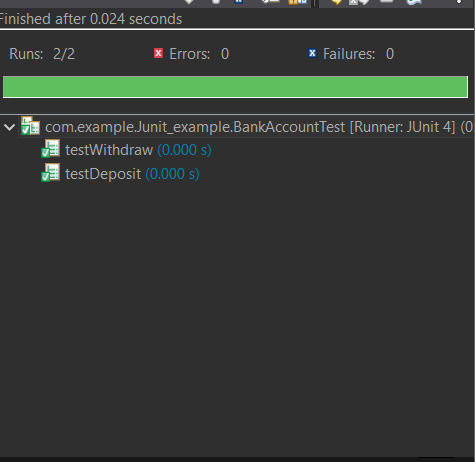 Finished after 0.024 seconds
Runs: 2/2 Errors: 0 Failures: 0
com.example.Junit_example.BankAccountTest [Runner: JUnit 4] (0
testWithdraw (0.000 s)
testDeposit (0.000 s)